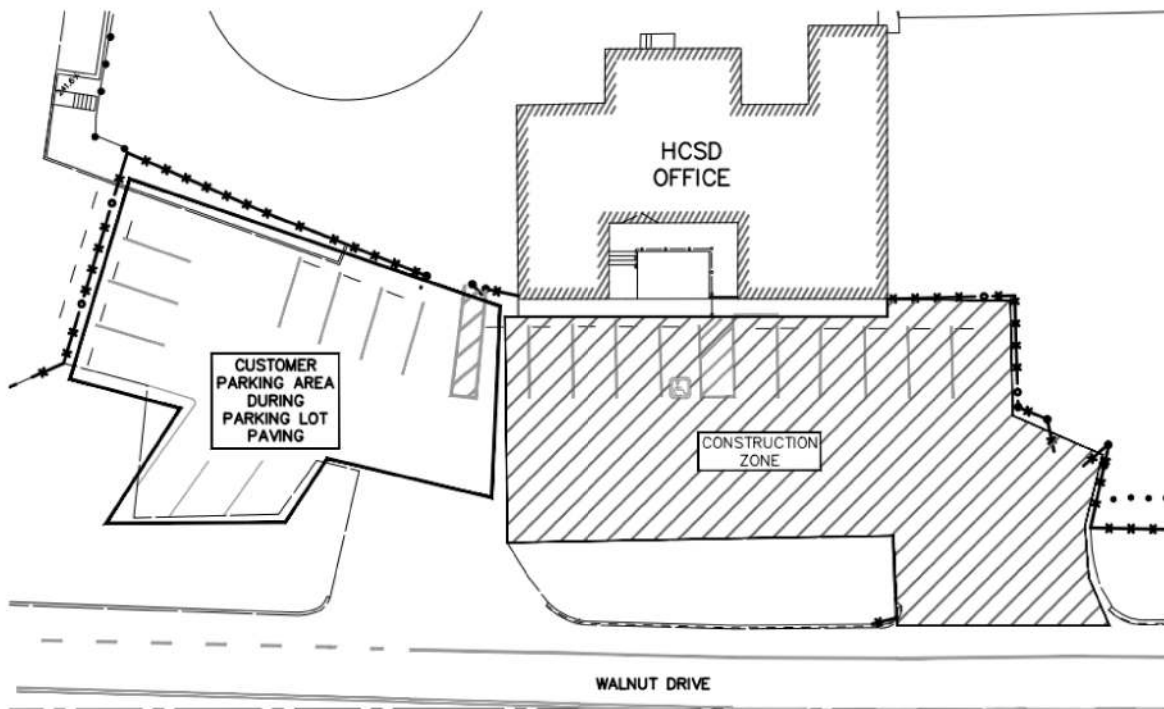 HCSD
OFFICE
CUSTOMER
PARKING AREA
DURING
PARKING LOT
PAVING
CONSTRUCTION
ZONE
WALNUT DRIVE